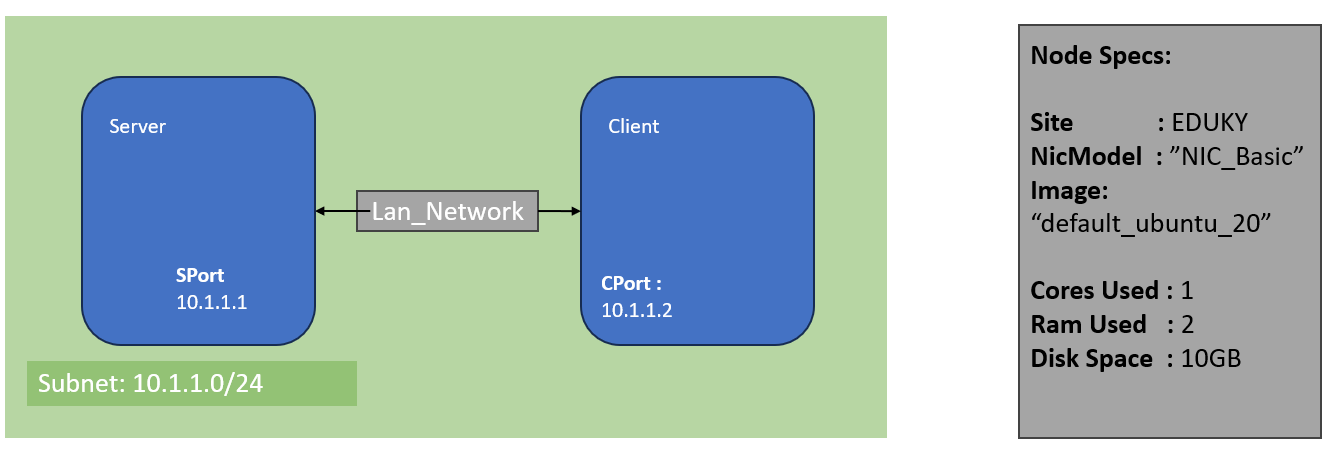 Server
SPort
10.1.1.1
Lan_Network
Client
CPort :
10.1.1.2
Subnet: 10.1.1.0/24
Node Specs:
Site : EDUKY
NicModel : ”NIC_Basic”
Image:
“default_ubuntu_20”
Cores Used : 1
Ram Used : 2
Disk Space : 10GB